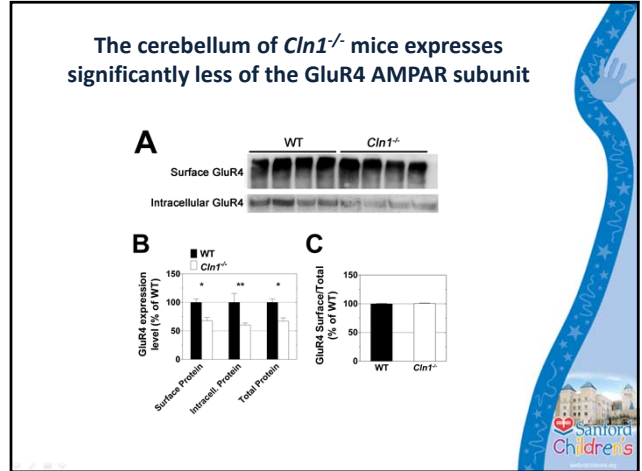 The cerebellum of Cln1-/- mice expresses
significantly less of the GluR4 AMPAR subunit
A
WT
Cln1-/-
Surface GluR4
Intracellular GluR4
B
WT
Cln1-/-
GluR4 expression
level (% of WT)
150
100
50
0
*
**
*
Surface Protein
Intracell. Protein
Total Protein
C
GluR4 Surface/Total
(% of WT)
150
100
50
0
WT
Cln1-/-
Sanford
Children's